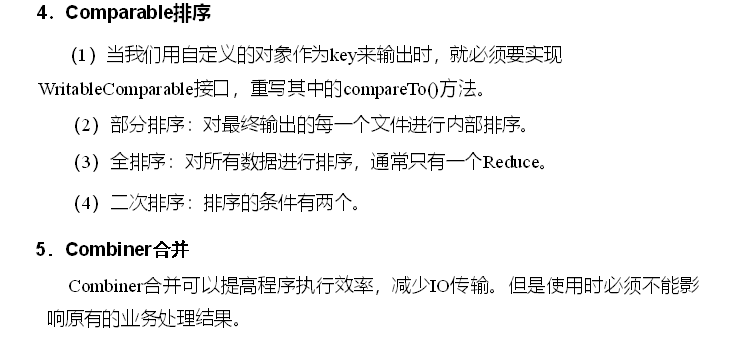 4．Comparable排序
（1）当我们用自定义的对象作为key来输出时，就必须要实现
WritableComparable接口，重写其中的compareTo()方法。
（2）部分排序：对最终输出的每一个文件进行内部排序。
（3）全排序：对所有数据进行排序，通常只有一个Reduce。
（4）二次排序：排序的条件有两个。
5．Combiner合并
Combiner合并可以提高程序执行效率，减少IO传输。但是使用时必须不能影
响原有的业务处理结果。